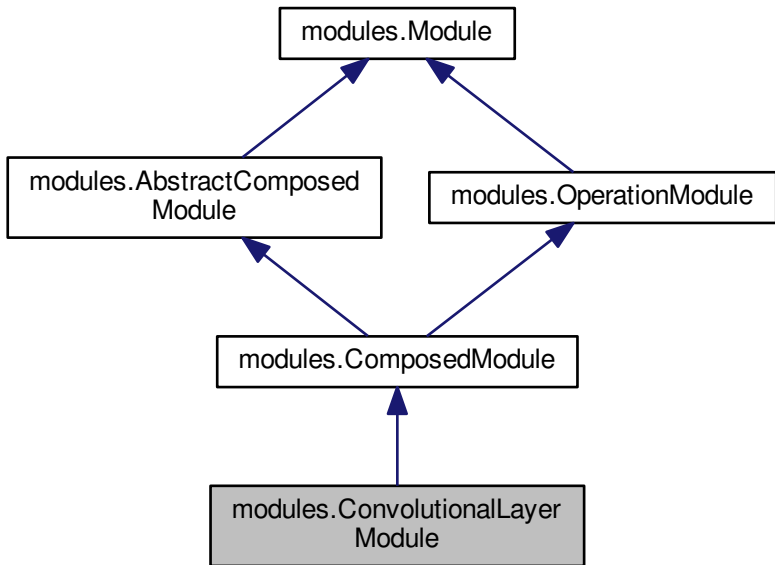 modules.Module
modules.AbstractComposed
Module
modules.OperationModule
modules.ComposedModule
modules.ConvolutionalLayer
Module